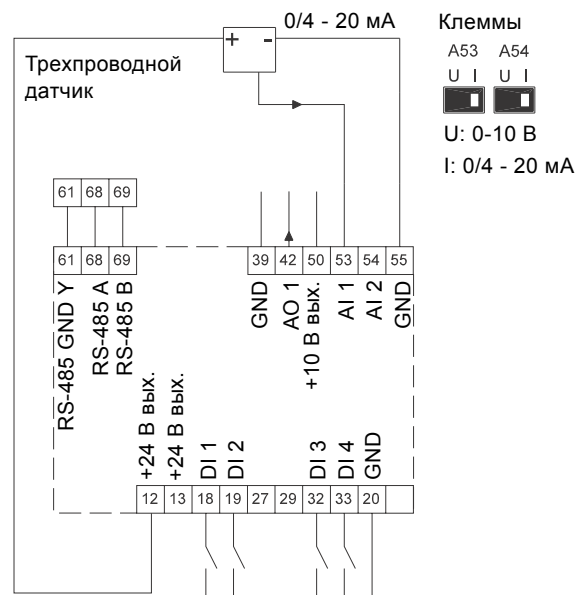 0/4 - 20 мА
Клеммы
A53 A54
U I U I
U: 0-10 В
I: 0/4 - 20 мА
+ -
Трехпроводной
датчик
61 68 69
61 68 69 39 42 50 53 54 55
RS-485 GND Y
RS-485 A
RS-485 B
GND
AO 1
+10 В вых.
AI 1
AI 2
GND
+24 В вых.
+24 В вых.
DI 1
DI 2
DI 3
DI 4
GND
12 13 18 19 27 29 32 33 20